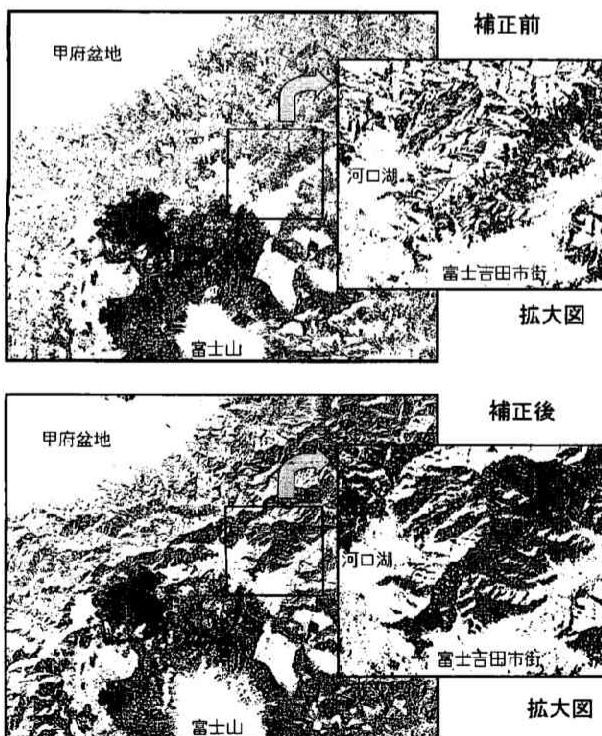 補正前
甲府盆地
河口湖
富士吉田市街
富士山
拡大図
補正後
甲府盆地
河口湖
富士吉田市街
富士山
拡大図